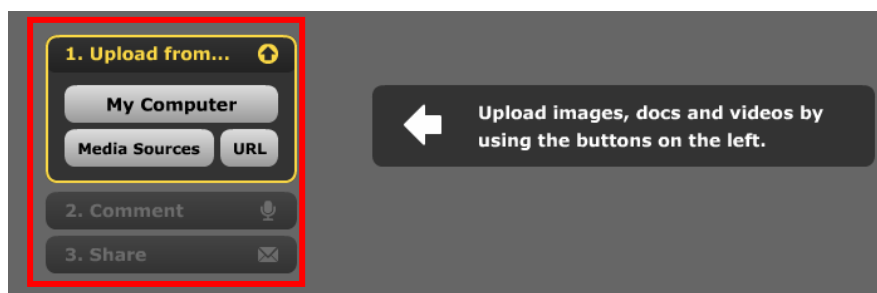 1. Upload from...
My Computer
Media Sources URL
2. Comment
3. Share
Upload images, docs and videos by
using the buttons on the left.